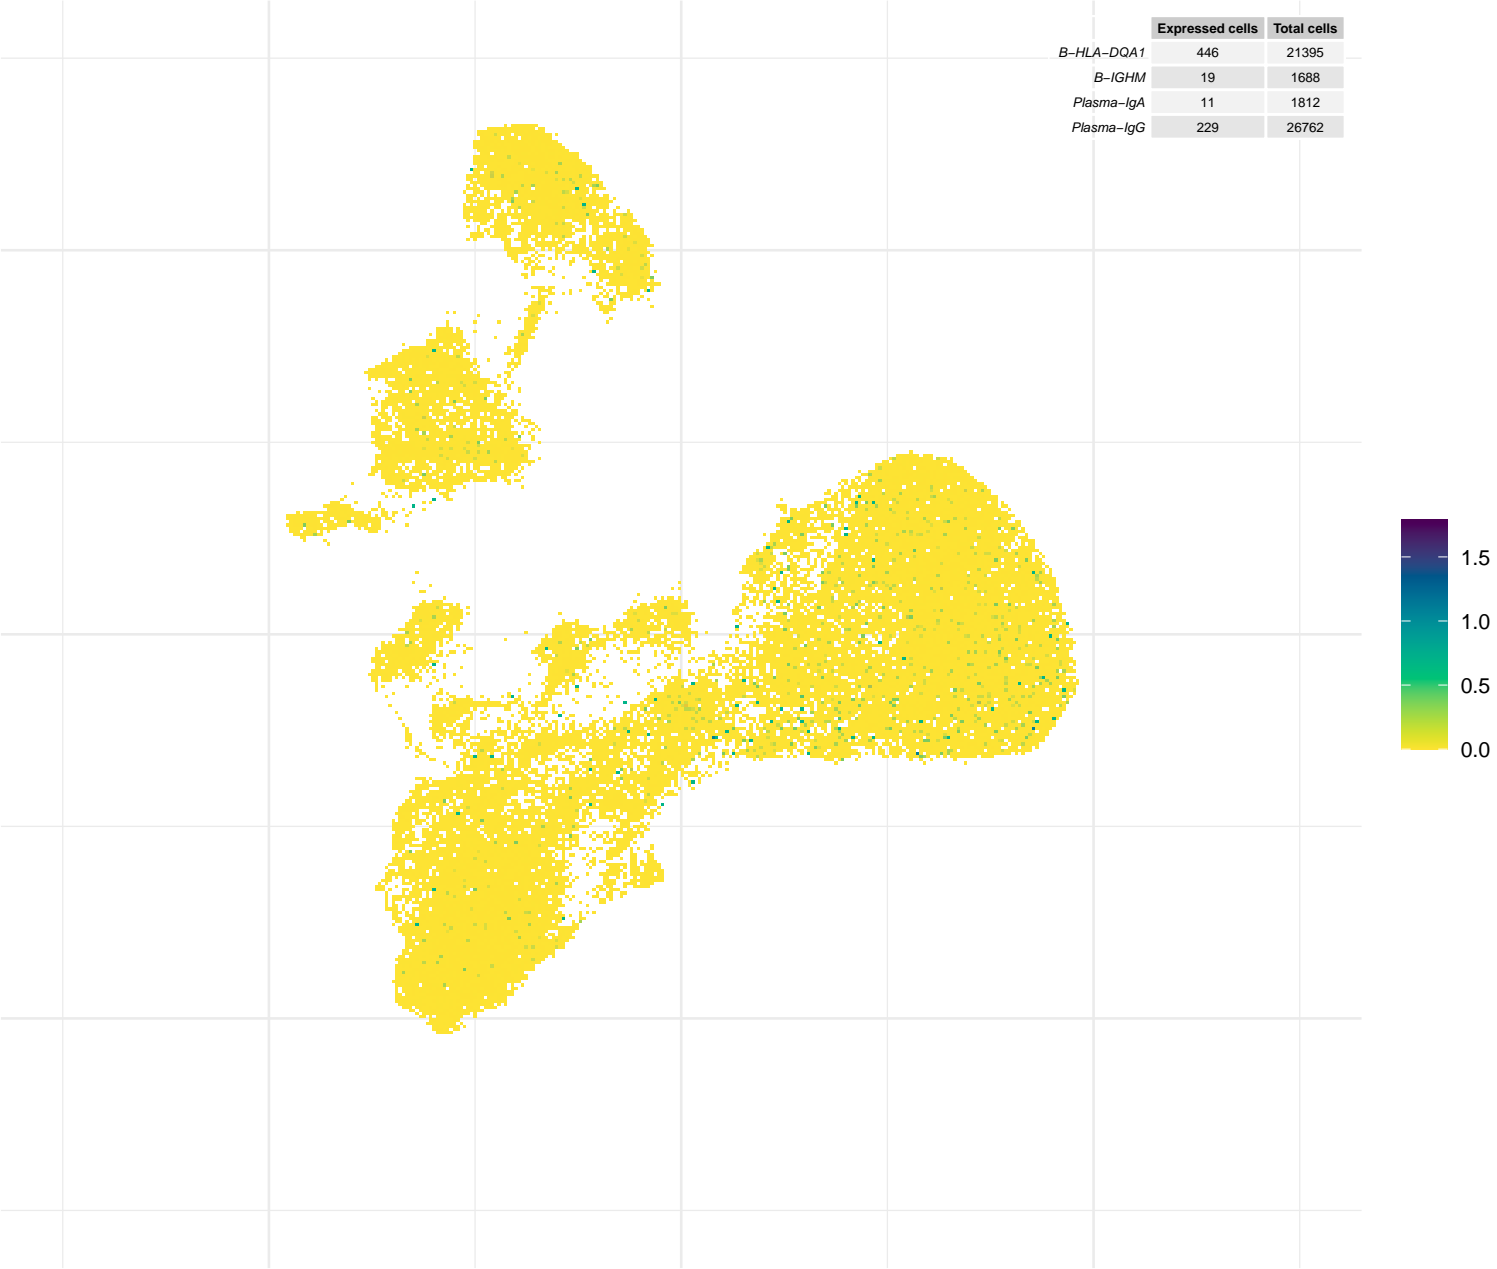 Expressed cells Total cells
B−HLA−DQA1 446 21395
B−IGHM 19 1688
Plasma−IgA 11 1812
Plasma−IgG 229 26762
1.5
1.0
0.5
0.0